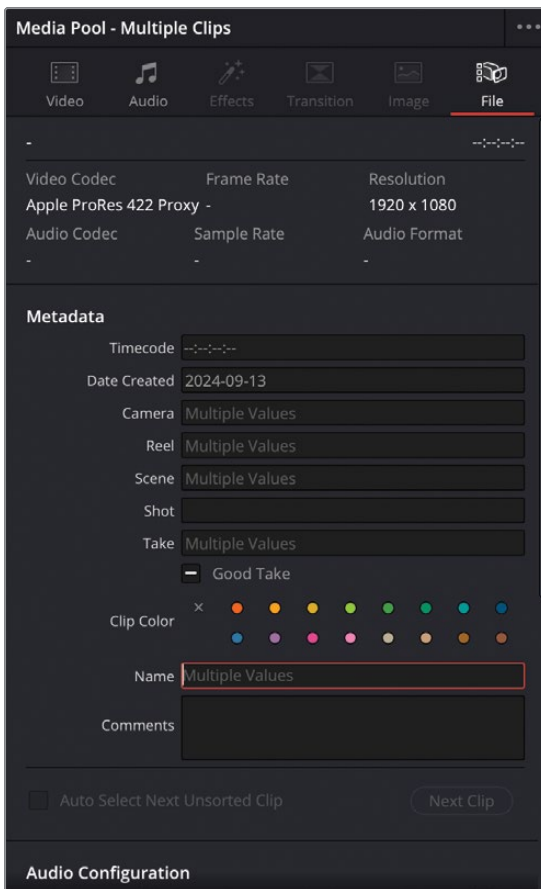 Media Pool - Multiple Clips
Video Audio Effects Transition Image File
- --:--:--:--
Video Codec Frame Rate Resolution
Apple ProRes 422 Proxy - 1920 x 1080
Audio Codec Sample Rate Audio Format
- - -
Metadata
Timecode --:--:--:--
Date Created 2024-09-13
Camera Multiple Values
Reel Multiple Values
Scene Multiple Values
Shot
Take Multiple Values
Good Take
Clip Color
Name Multiple Values
Comments
Auto Select Next Unsorted Clip Next Clip
Audio Configuration